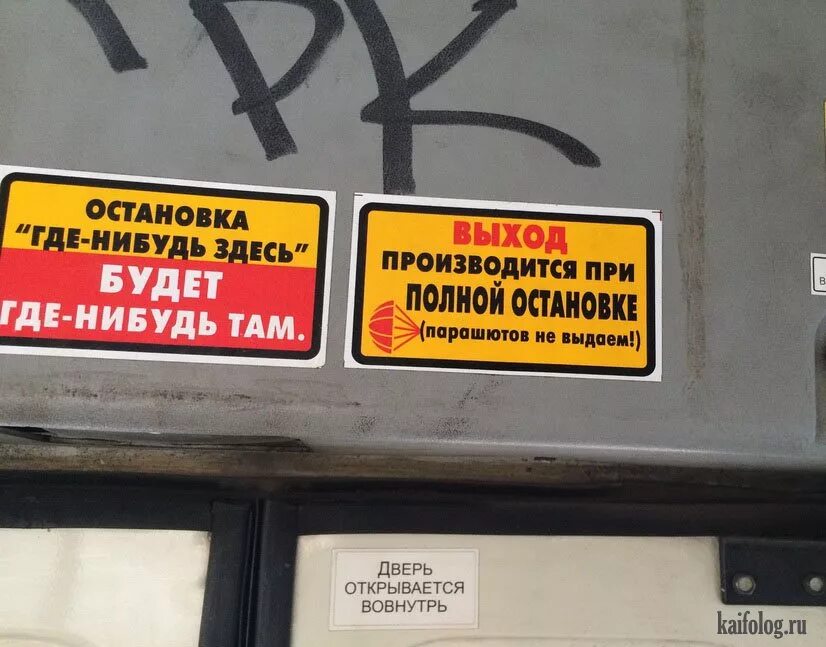 РК
ОСТАНОВКА
"ГДЕ-НИБУДЬ ЗДЕСЬ"
БУДЕТ
ГДЕ-НИБУДЬ ТАМ.
ВЫХОД
ПРОИЗВОДИТСЯ ПРИ
ПОЛНОЙ ОСТАНОВКЕ
(парашютов не выдаем!)
ДВЕРЬ
ОТКРЫВАЕТСЯ
ВОВНУТРЬ
kaifolog.ru